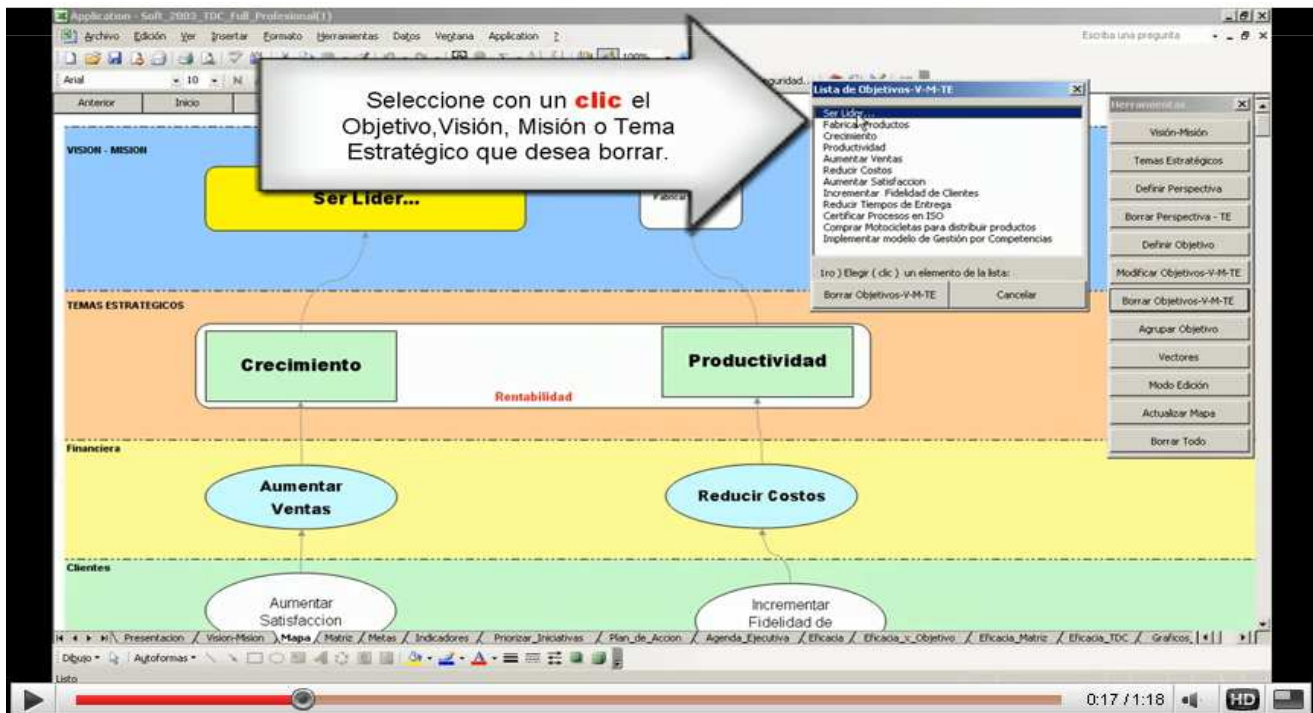 Application - Soft_2003_TDC_Full_Profesional(1)
Archivo Edición Ver Insertar Formato Herramientas Datos Ventana Application ?
Escriba una pregunta
100%
Arial 10 N
Anterior Inicio
Seleccione con un clic el
Objetivo,Visión, Misión o Tema
Estratégico que desea borrar.
Lista de Objetivos-V-M-TE
Ser Lider...
Fabricar Productos
Crecimiento
Productividad
Aumentar Ventas
Reducir Costos
Aumentar Satisfaccion
Incrementar Fidelidad de Clientes
Reducir Tiempos de Entrega
Certificar Procesos en ISO
Comprar Motocicletas para distribuir productos
Implementar modelo de Gestión por Competencias
1ro ) Elegir ( clic ) un elemento de la lista:
Borrar Objetivos-V-M-TE Cancelar
Herramientas
Visión-Misión
Temas Estratégicos
Definir Perspectiva
Borrar Perspectiva - TE
Definir Objetivo
Modificar Objetivos-V-M-TE
Borrar Objetivos-V-M-TE
Agrupar Objetivo
Vectores
Modo Edición
Actualizar Mapa
Borrar Todo
VISION - MISION
Ser Lider...
Fabricar
TEMAS ESTRATEGICOS
Crecimiento
Productividad
Rentabilidad
Financiera
Aumentar
Ventas
Reducir Costos
Clientes
Aumentar
Satisfaccion
Incrementar
Fidelidad de
Presentacion / Vision-Mision / Mapa / Matriz / Metas / Indicadores / Priorizar_Iniciativas / Plan_de_Accion / Agenda_Ejecutiva / Eficacia / Eficacia_x_Objetivo / Eficacia_Matriz / Eficacia_TDC / Graficos
Dibujo Autoformas
Listo
0:17 / 1:18 HD